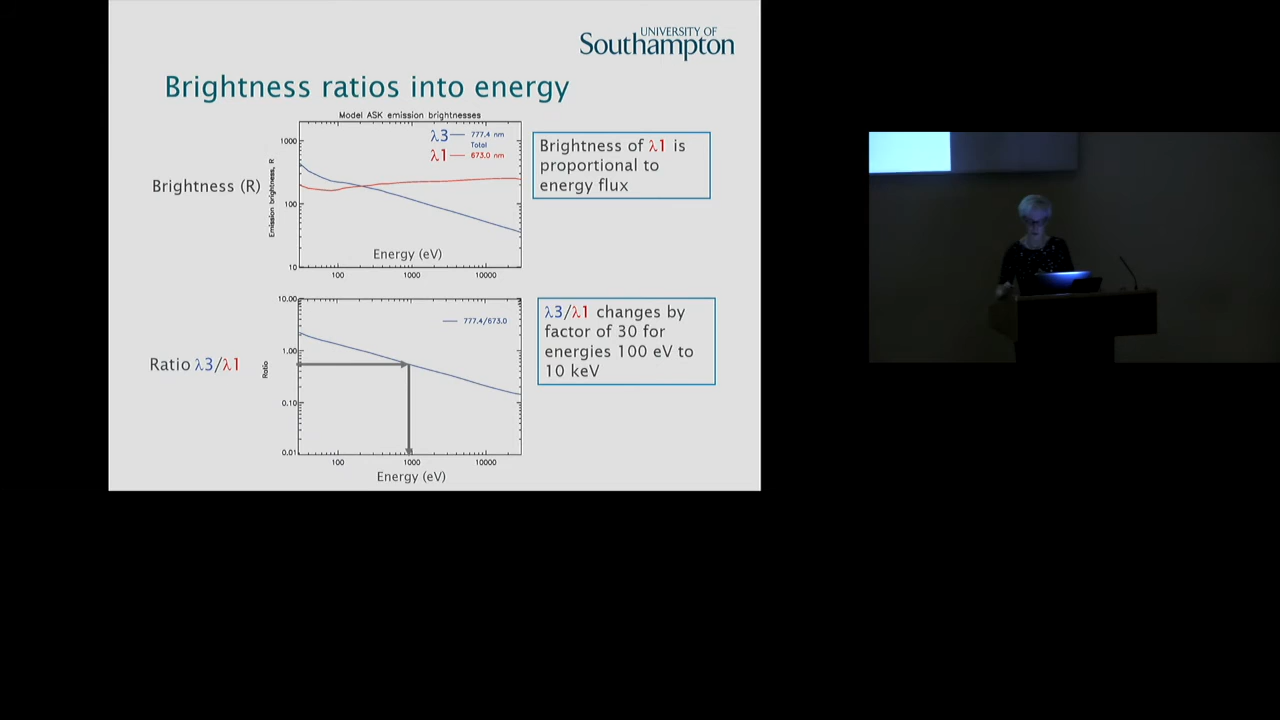 UNIVERSITY OF
Southampton
Brightness ratios into energy
Model ASK emission brightnesses
λ3 — 777.4 nm
Total
λ1 — 673.0 nm
1000
100
10
Emission brightness, R
Brightness (R)
Energy (eV)
100 1000 10000
Brightness of λ1 is
proportional to
energy flux
10.00
1.00
0.10
0.01
Ratio
777.4/673.0
Ratio λ3/λ1
100 1000 10000
Energy (eV)
λ3/λ1 changes by
factor of 30 for
energies 100 eV to
10 keV